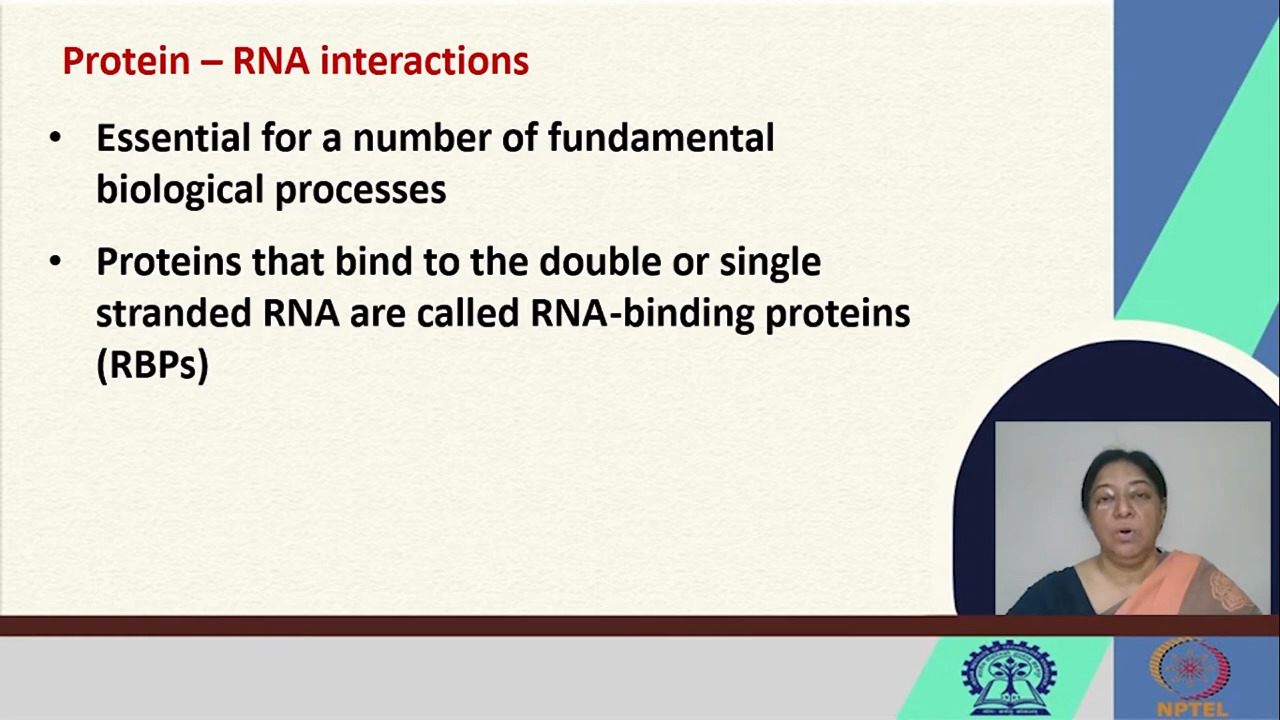 Protein – RNA interactions
• Essential for a number of fundamental
biological processes
• Proteins that bind to the double or single
stranded RNA are called RNA-binding proteins
(RBPs)
NPTEL